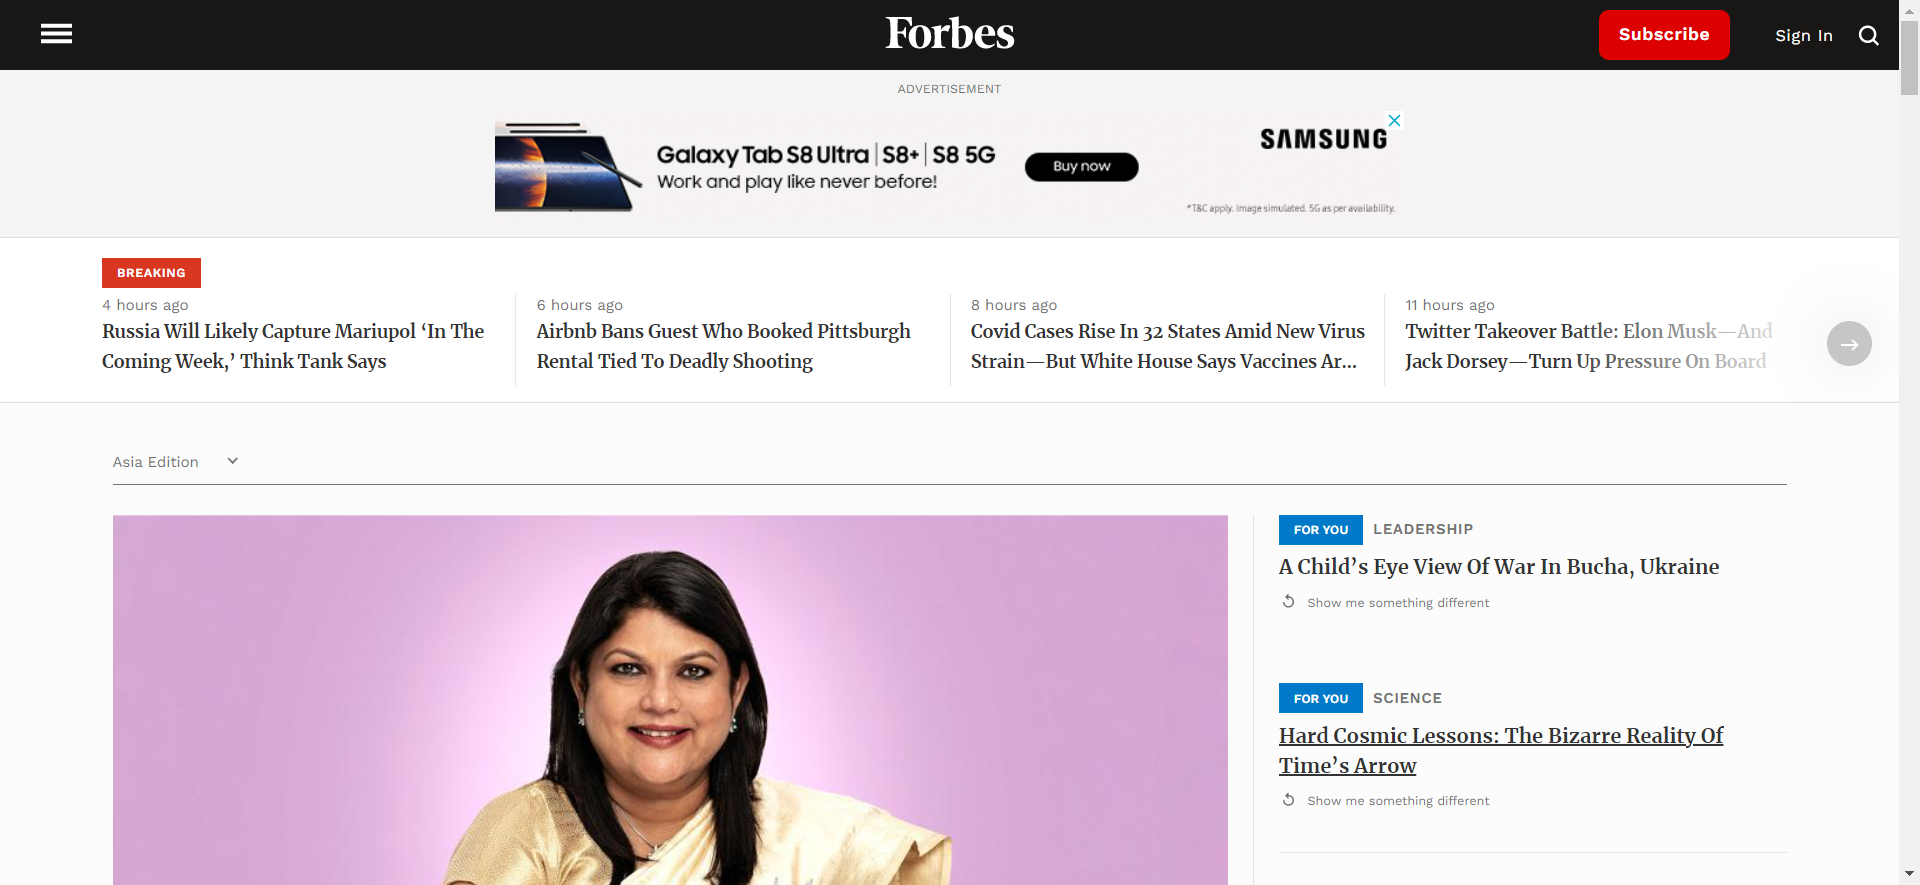 Forbes
Subscribe
Sign In
ADVERTISEMENT
Galaxy Tab S8 Ultra | S8+ | S8 5G
Work and play like never before!
Buy now
SAMSUNG
*T&C apply. Image simulated. 5G as per availability.
BREAKING
4 hours ago
Russia Will Likely Capture Mariupol ‘In The
Coming Week,’ Think Tank Says
6 hours ago
Airbnb Bans Guest Who Booked Pittsburgh
Rental Tied To Deadly Shooting
8 hours ago
Covid Cases Rise In 32 States Amid New Virus
Strain—But White House Says Vaccines Ar...
11 hours ago
Twitter Takeover Battle: Elon Musk—And
Jack Dorsey—Turn Up Pressure On Board
Asia Edition
FOR YOU LEADERSHIP
A Child’s Eye View Of War In Bucha, Ukraine
Show me something different
FOR YOU SCIENCE
Hard Cosmic Lessons: The Bizarre Reality Of
Time’s Arrow
Show me something different